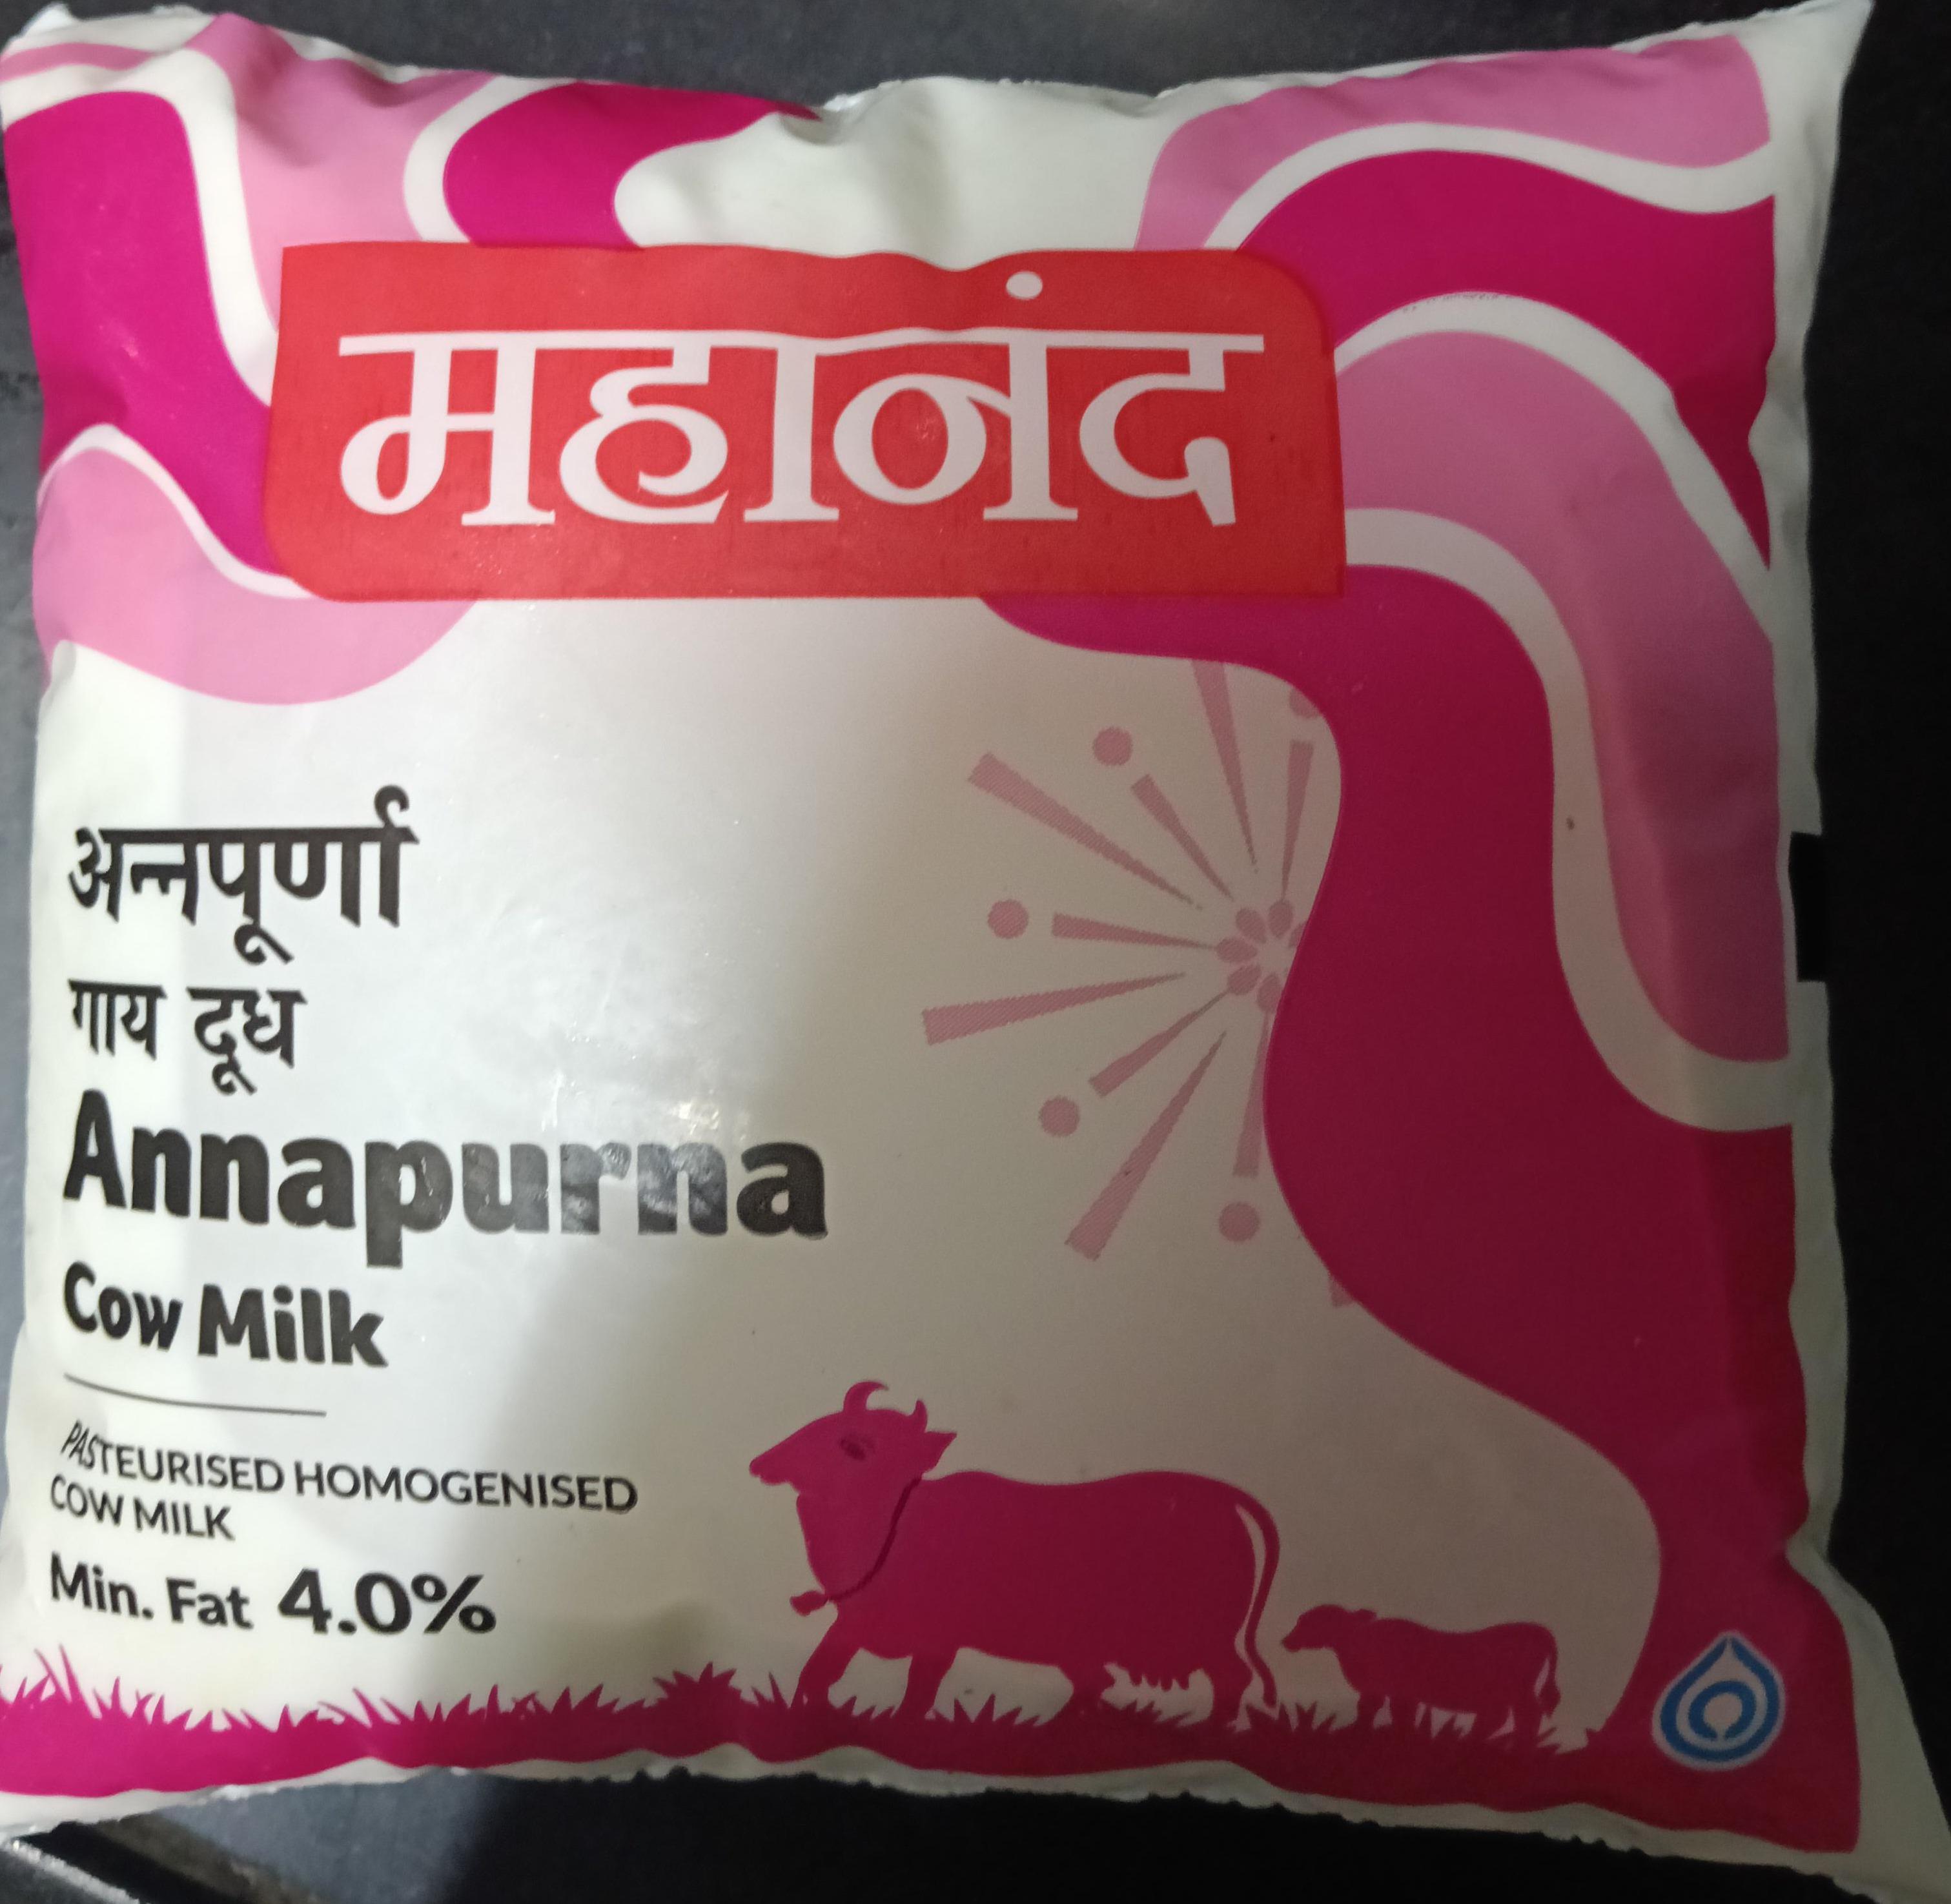 महानंद
अन्नपूर्णा
गाय दूध
Annapurna
Cow Milk
PASTEURISED HOMOGENISED
COW MILK
Min. Fat 4.0%